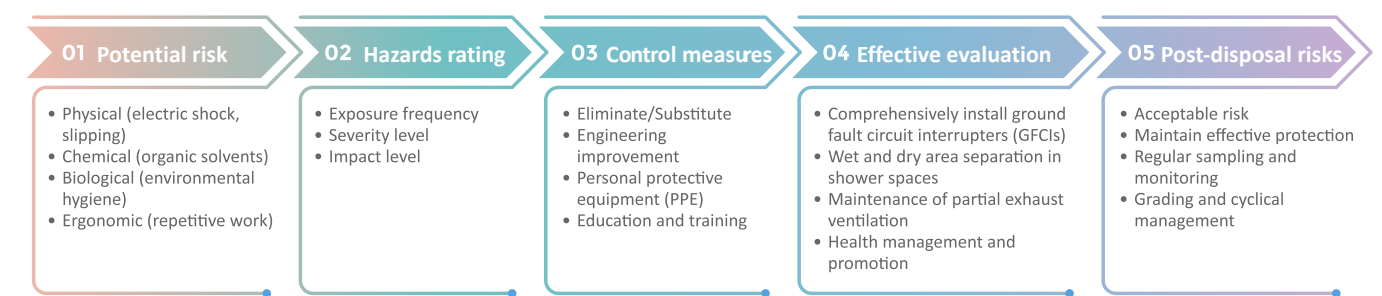 01 Potential risk
• Physical (electric shock,
slipping)
• Chemical (organic solvents)
• Biological (environmental
hygiene)
• Ergonomic (repetitive work)
02 Hazards rating
• Exposure frequency
• Severity level
• Impact level
03 Control measures
• Eliminate/Substitute
• Engineering
improvement
• Personal protective
equipment (PPE)
• Education and training
04 Effective evaluation
• Comprehensively install ground
fault circuit interrupters (GFCIs)
• Wet and dry area separation in
shower spaces
• Maintenance of partial exhaust
ventilation
• Health management and
promotion
05 Post-disposal risks
• Acceptable risk
• Maintain effective protection
• Regular sampling and
monitoring
• Grading and cyclical
management